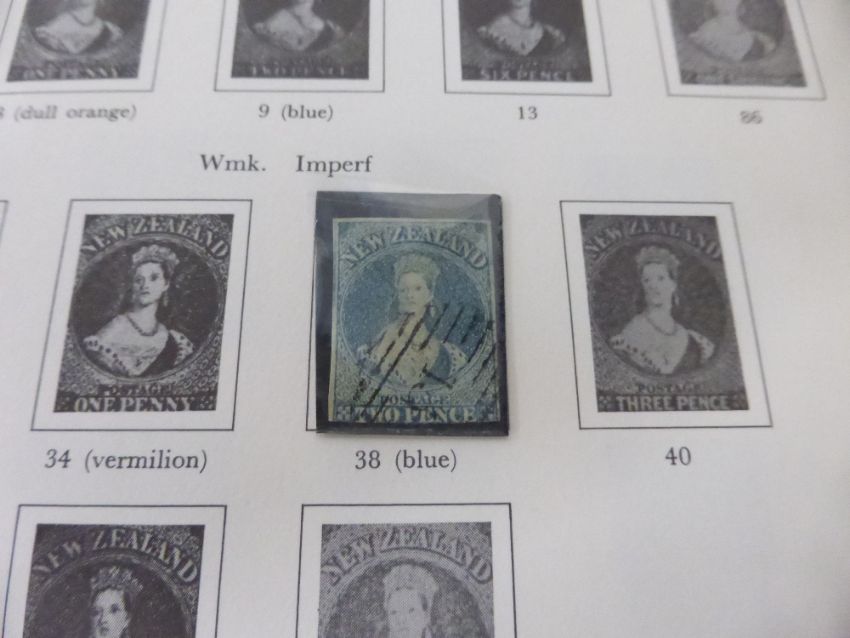 ONE PENNY TWO PENCE SIX PENCE
(dull orange) 9 (blue) 13 86
Wmk. Imperf
NEW ZEALAND NEW ZEALAND NEW ZEALAND
POSTAGE POSTAGE POSTAGE
ONE PENNY TWO PENCE THREE PENCE
34 (vermilion) 38 (blue) 40
NEW ZEALAND NEW ZEALAND